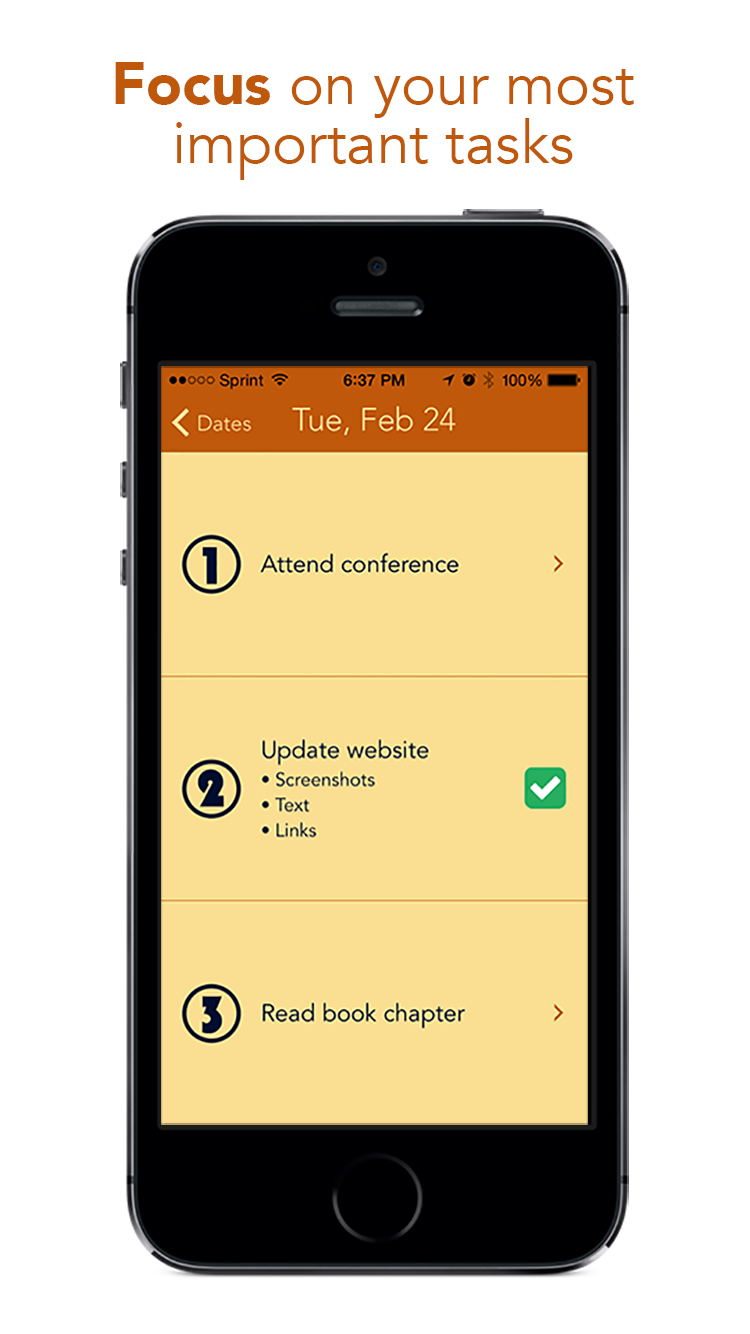 Focus on your most
important tasks
Sprint 6:37 PM 100%
Dates Tue, Feb 24
1 Attend conference
Update website
2
• Screenshots
• Text
• Links
3 Read book chapter